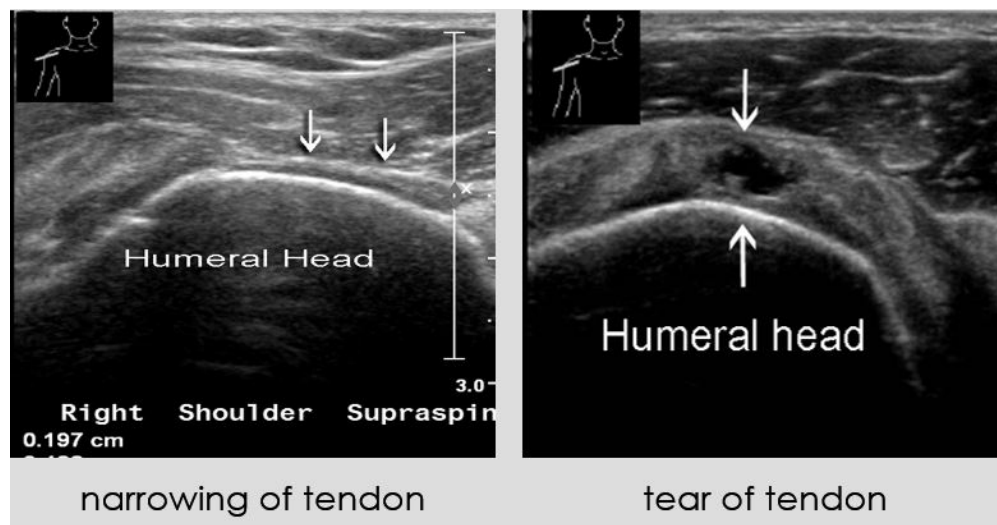 Humeral Head
3.0
Right Shoulder Supraspin
0.197 cm
narrowing of tendon
x
Humeral head
tear of tendon